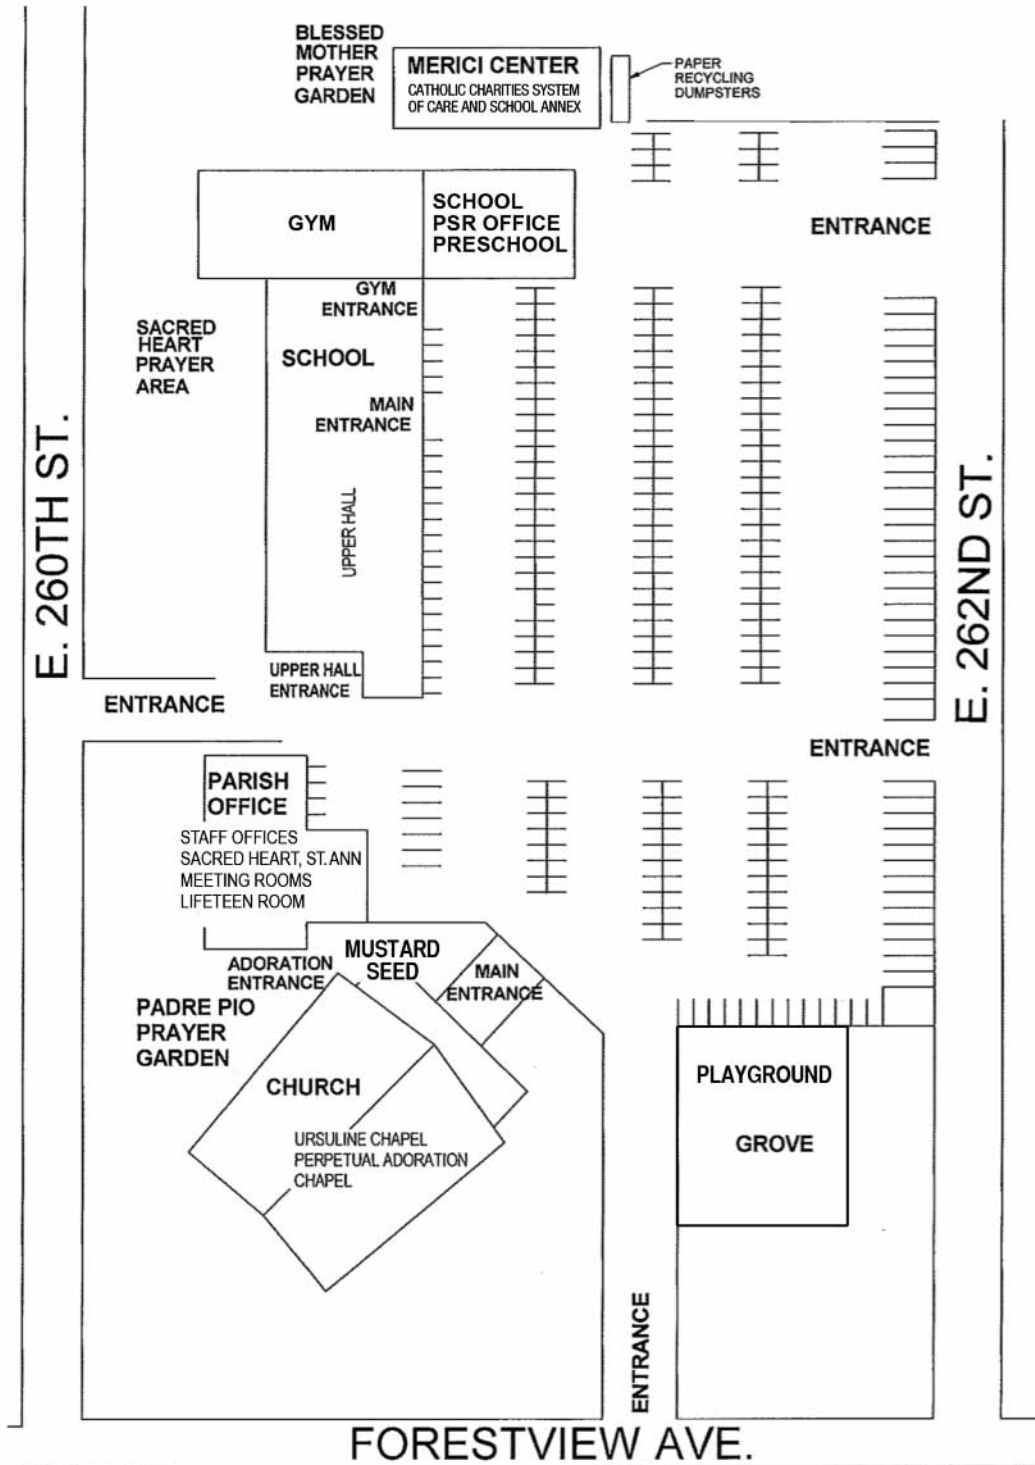 BLESSED
MOTHER
PRAYER
GARDEN
MERICI CENTER
CATHOLIC CHARITIES SYSTEM
OF CARE AND SCHOOL ANNEX
PAPER
RECYCLING
DUMPSTERS
GYM
SCHOOL
PSR OFFICE
PRESCHOOL
ENTRANCE
GYM
ENTRANCE
SACRED
HEART
PRAYER
AREA
SCHOOL
MAIN
ENTRANCE
UPPER HALL
E. 260TH ST.
E. 262ND ST.
UPPER HALL
ENTRANCE
ENTRANCE
ENTRANCE
PARISH
OFFICE
STAFF OFFICES
SACRED HEART, ST. ANN
MEETING ROOMS
LIFETEEN ROOM
MUSTARD
SEED
MAIN
ENTRANCE
ADORATION
ENTRANCE
PADRE PIO
PRAYER
GARDEN
CHURCH
URSULINE CHAPEL
PERPETUAL ADORATION
CHAPEL
PLAYGROUND
GROVE
ENTRANCE
FORESTVIEW AVE.